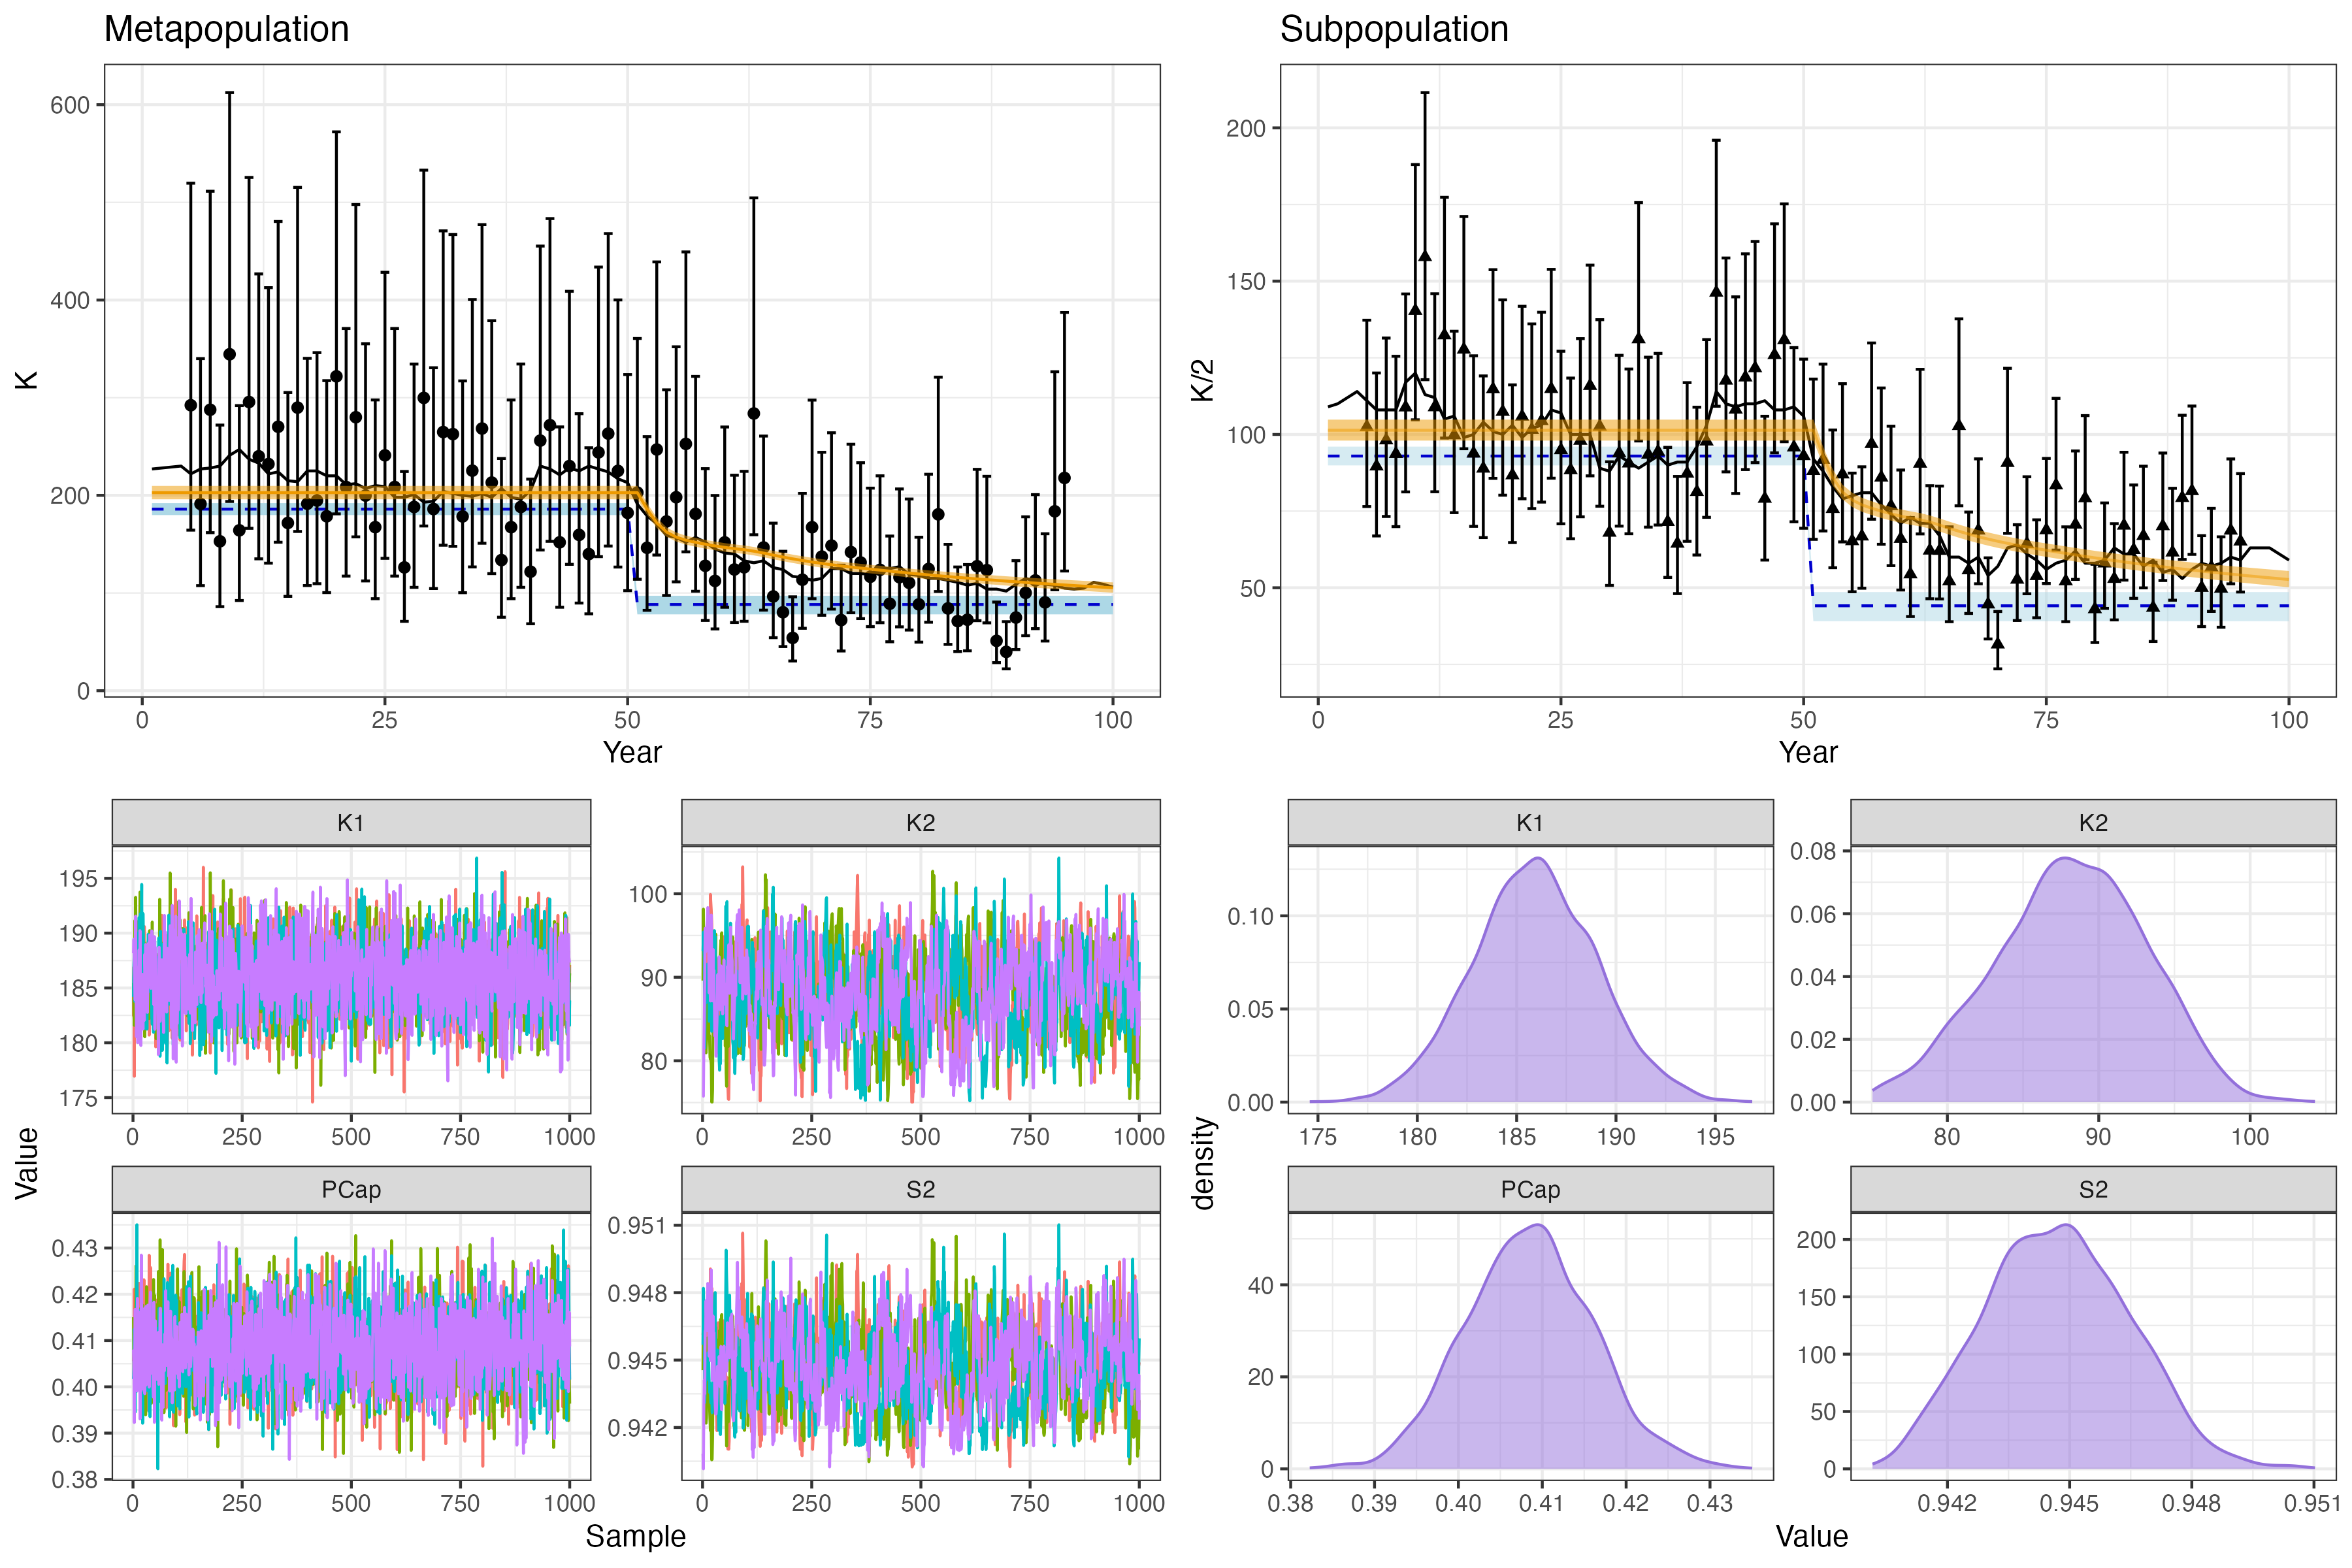 Metapopulation
Subpopulation
K
600
400
200
0
0 25 50 75 100
Year
K/2
200
150
100
50
0 25 50 75 100
Year
Value
K1
195
190
185
180
175
0 250 500 750 1000
K2
100
90
80
0 250 500 750 1000
PCap
0.43
0.42
0.41
0.40
0.39
0.38
0 250 500 750 1000
S2
0.951
0.948
0.945
0.942
0 250 500 750 1000
Sample
density
K1
0.10
0.05
0.00
175 180 185 190 195
K2
0.08
0.06
0.04
0.02
0.00
80 90 100
PCap
40
20
0
0.38 0.39 0.40 0.41 0.42 0.43
S2
200
150
100
50
0
0.942 0.945 0.948 0.951
Value